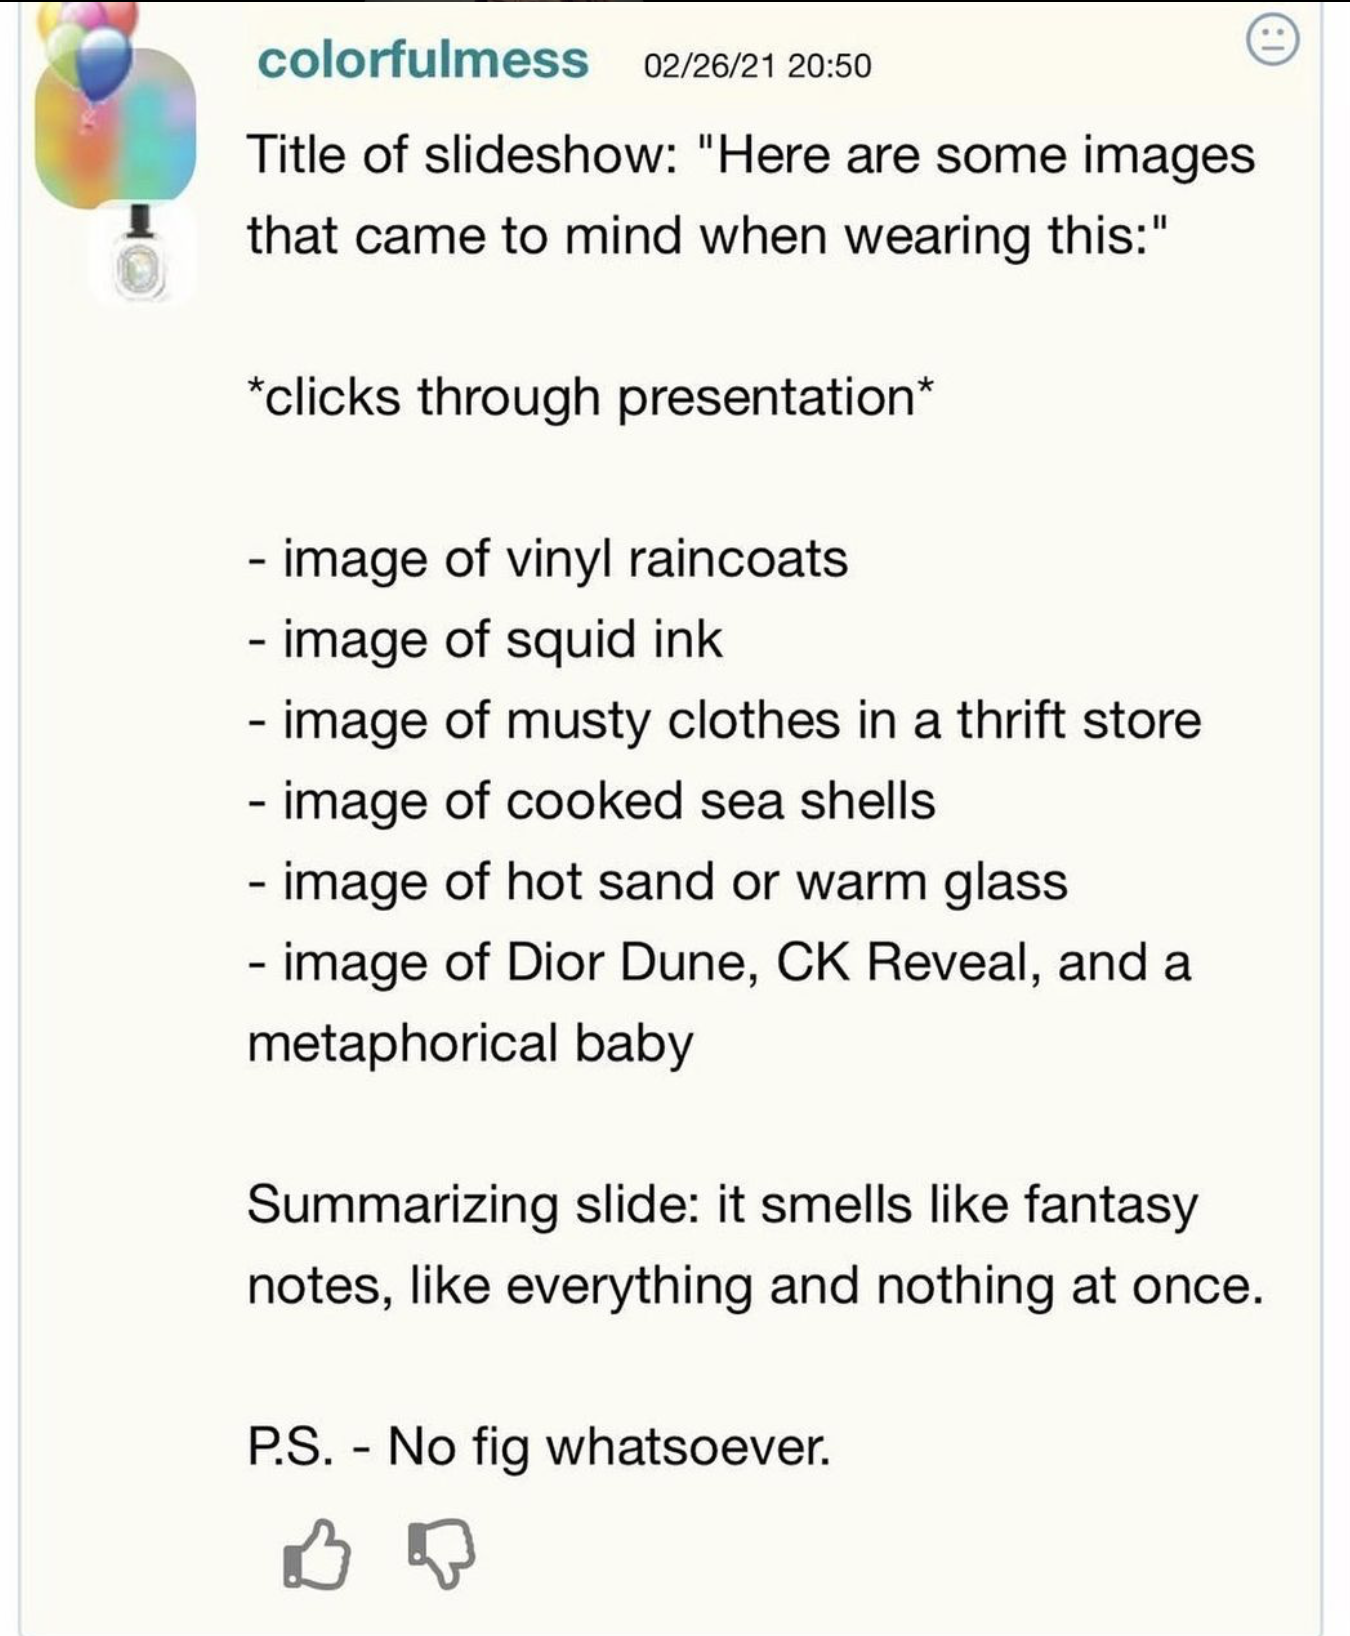 colorfulmess 02/26/21 20:50
Title of slideshow: "Here are some images
that came to mind when wearing this:"
*clicks through presentation*
- image of vinyl raincoats
- image of squid ink
- image of musty clothes in a thrift store
- image of cooked sea shells
- image of hot sand or warm glass
- image of Dior Dune, CK Reveal, and a
metaphorical baby
Summarizing slide: it smells like fantasy
notes, like everything and nothing at once.
P.S. - No fig whatsoever.